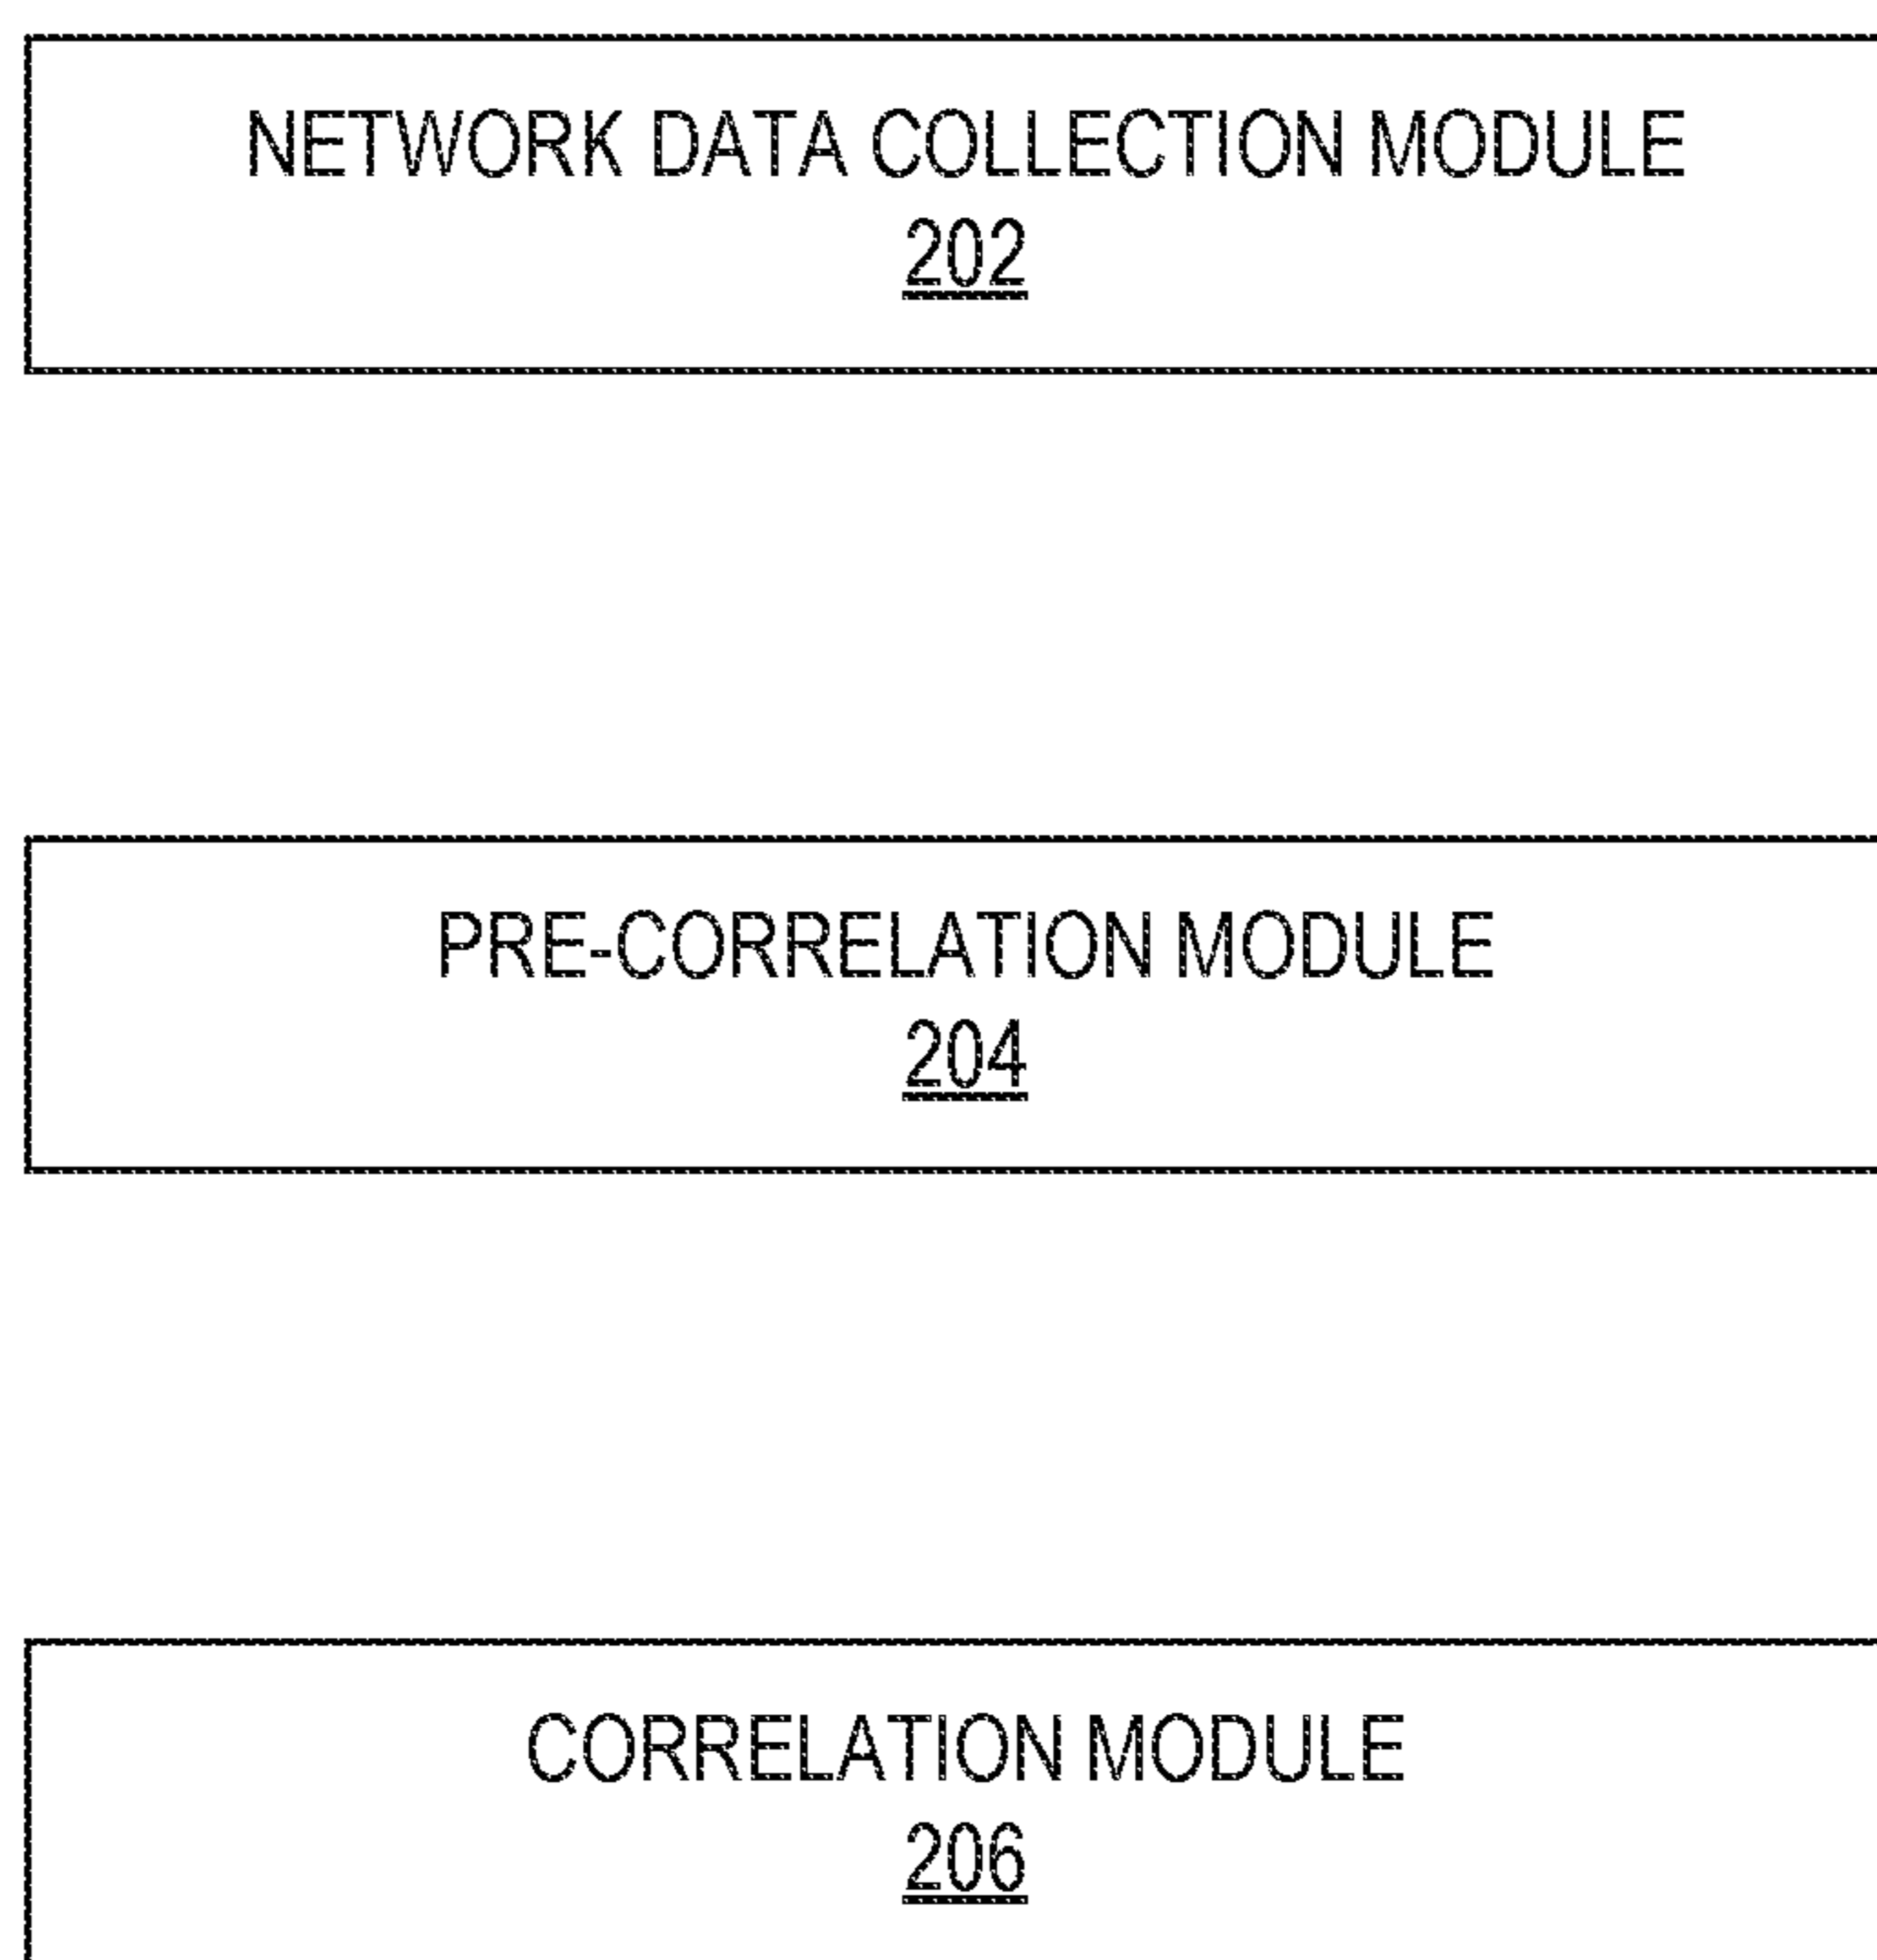 NETWORK DATA COLLECTION MODULE
202
PRE-CORRELATION MODULE
204
CORRELATION MODULE
206